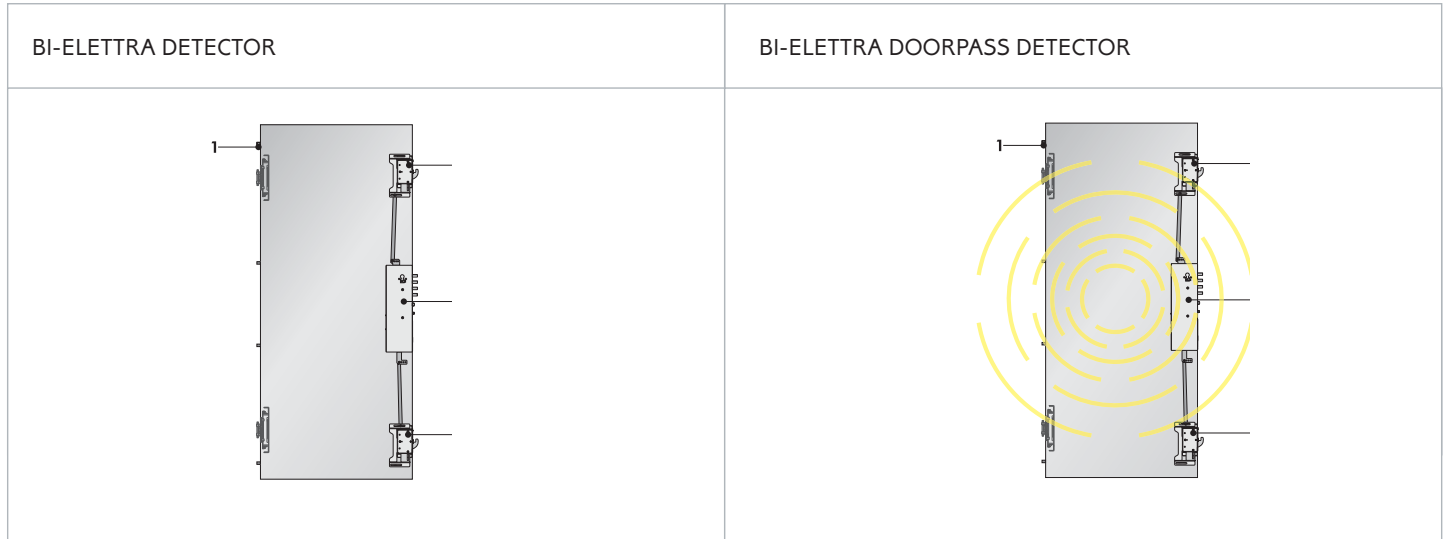 BI-ELETTRA DETECTOR
BI-ELETTRA DOORPASS DETECTOR
1
1